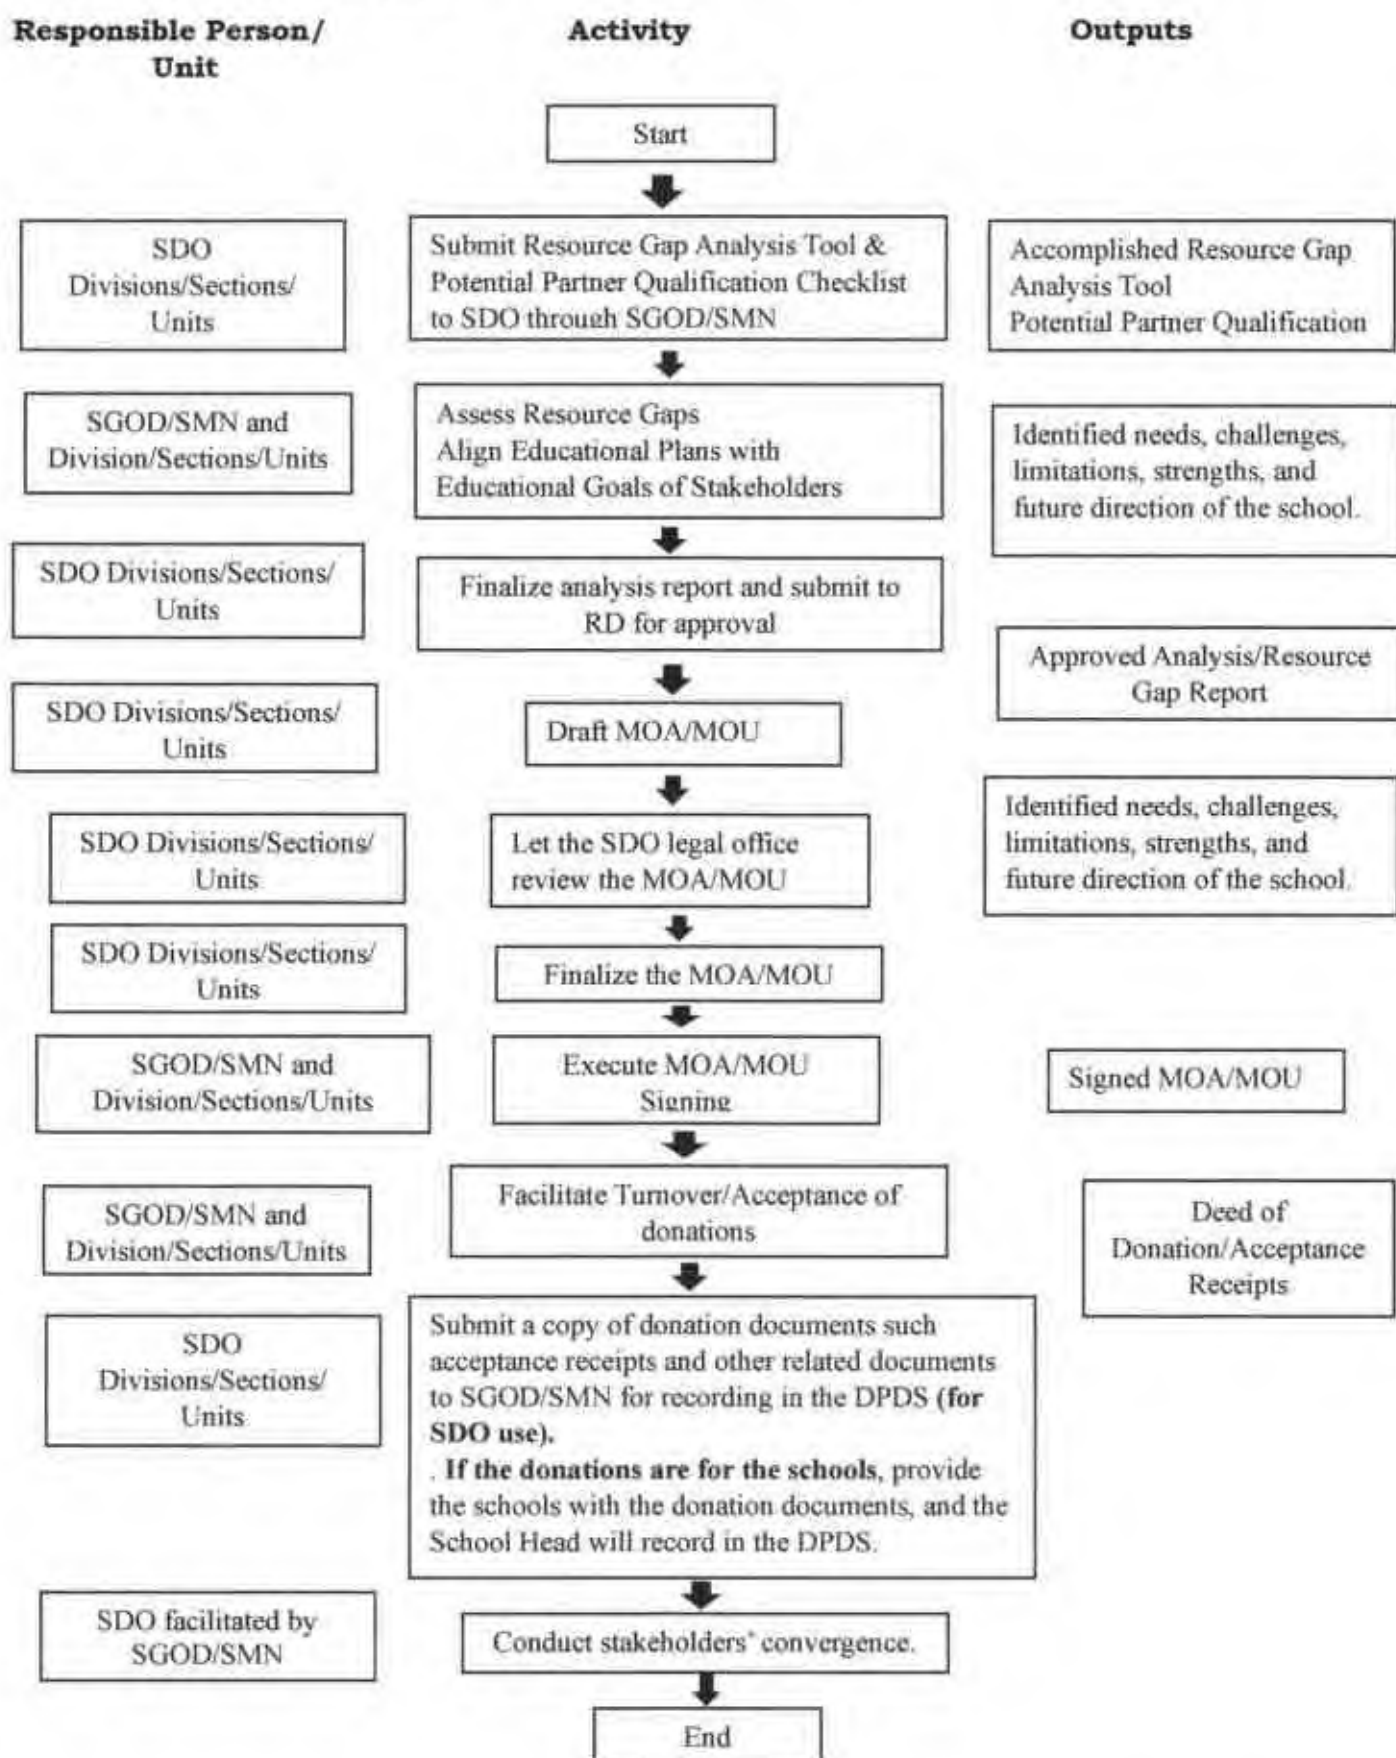 Responsible Person/
Unit
Activity
Outputs
Start
SDO
Divisions/Sections/
Units
Submit Resource Gap Analysis Tool &
Potential Partner Qualification Checklist
to SDO through SGOD/SMN
Accomplished Resource Gap
Analysis Tool
Potential Partner Qualification
SGOD/SMN and
Division/Sections/Units
Assess Resource Gaps
Align Educational Plans with
Educational Goals of Stakeholders
Identified needs, challenges,
limitations, strengths, and
future direction of the school.
SDO Divisions/Sections/
Units
Finalize analysis report and submit to
RD for approval
Approved Analysis/Resource
Gap Report
SDO Divisions/Sections/
Units
Draft MOA/MOU
Identified needs, challenges,
limitations, strengths, and
future direction of the school.
SDO Divisions/Sections/
Units
Let the SDO legal office
review the MOA/MOU
SDO Divisions/Sections/
Units
Finalize the MOA/MOU
SGOD/SMN and
Division/Sections/Units
Execute MOA/MOU
Signing
Signed MOA/MOU
SGOD/SMN and
Division/Sections/Units
Facilitate Turnover/Acceptance of
donations
Deed of
Donation/Acceptance
Receipts
SDO
Divisions/Sections/
Units
Submit a copy of donation documents such
acceptance receipts and other related documents
to SGOD/SMN for recording in the DPDS (for
SDO use).
. If the donations are for the schools, provide
the schools with the donation documents, and the
School Head will record in the DPDS.
SDO facilitated by
SGOD/SMN
Conduct stakeholders' convergence.
End